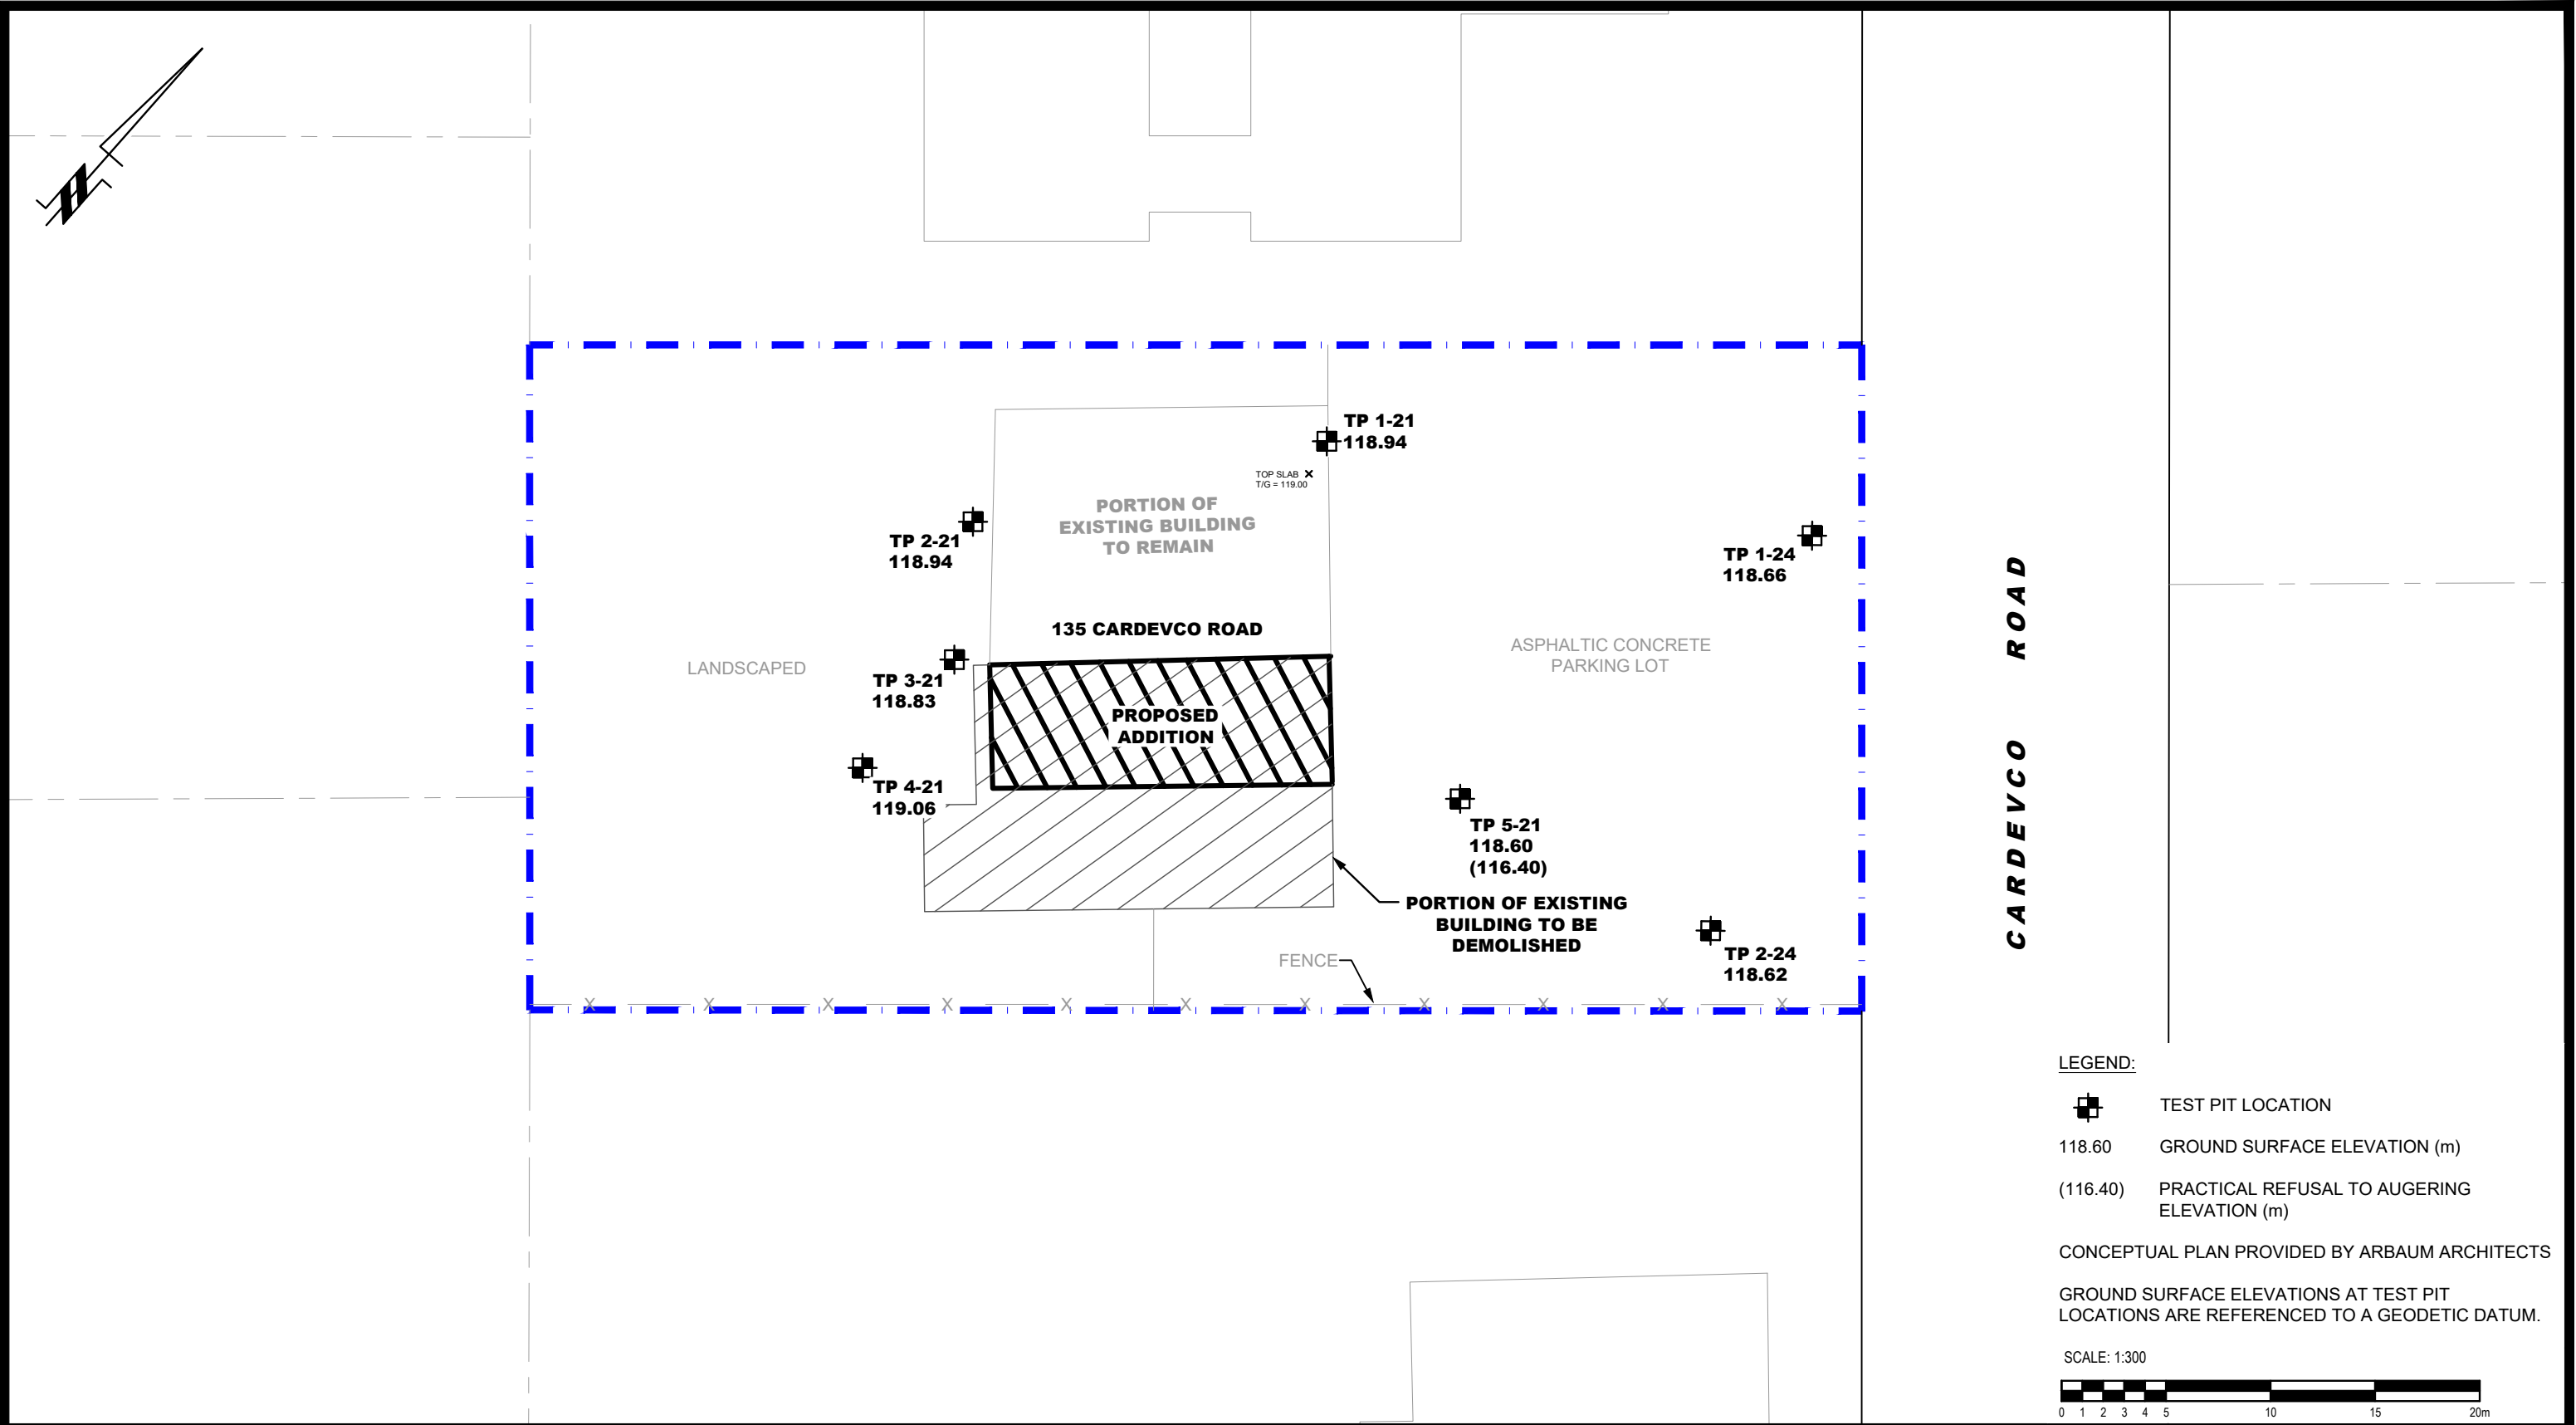 TP 1-21
118.94
TOP SLAB
T/G = 119.00
PORTION OF
EXISTING BUILDING
TO REMAIN
TP 2-21
118.94
TP 1-24
118.66
135 CARDEVCO ROAD
ASPHALTIC CONCRETE
PARKING LOT
LANDSCAPED
TP 3-21
118.83
PROPOSED
ADDITION
TP 4-21
119.06
TP 5-21
118.60
(116.40)
PORTION OF EXISTING
BUILDING TO BE
DEMOLISHED
TP 2-24
118.62
FENCE
X X X X X X X X X X X
CARDEVCO ROAD
LEGEND:
TEST PIT LOCATION
118.60 GROUND SURFACE ELEVATION (m)
(116.40) PRACTICAL REFUSAL TO AUGERING
ELEVATION (m)
CONCEPTUAL PLAN PROVIDED BY ARBAUM ARCHITECTS
GROUND SURFACE ELEVATIONS AT TEST PIT
LOCATIONS ARE REFERENCED TO A GEODETIC DATUM.
SCALE: 1:300
0 1 2 3 4 5 10 15 20m